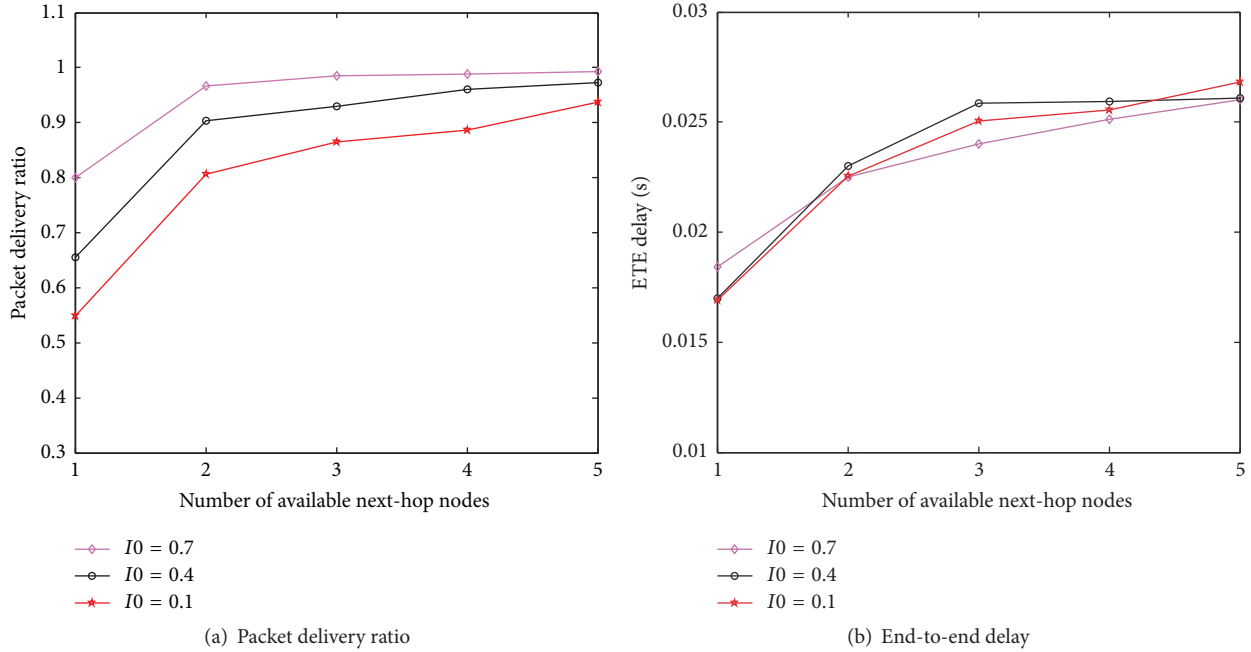 1.1
1
0.9
0.8
0.7
0.6
0.5
0.4
0.3
Packet delivery ratio
1 2 3 4 5
Number of available next-hop nodes
I0 = 0.7
I0 = 0.4
I0 = 0.1
(a) Packet delivery ratio
0.03
0.025
0.02
0.015
0.01
ETE delay (s)
1 2 3 4 5
Number of available next-hop nodes
I0 = 0.7
I0 = 0.4
I0 = 0.1
(b) End-to-end delay